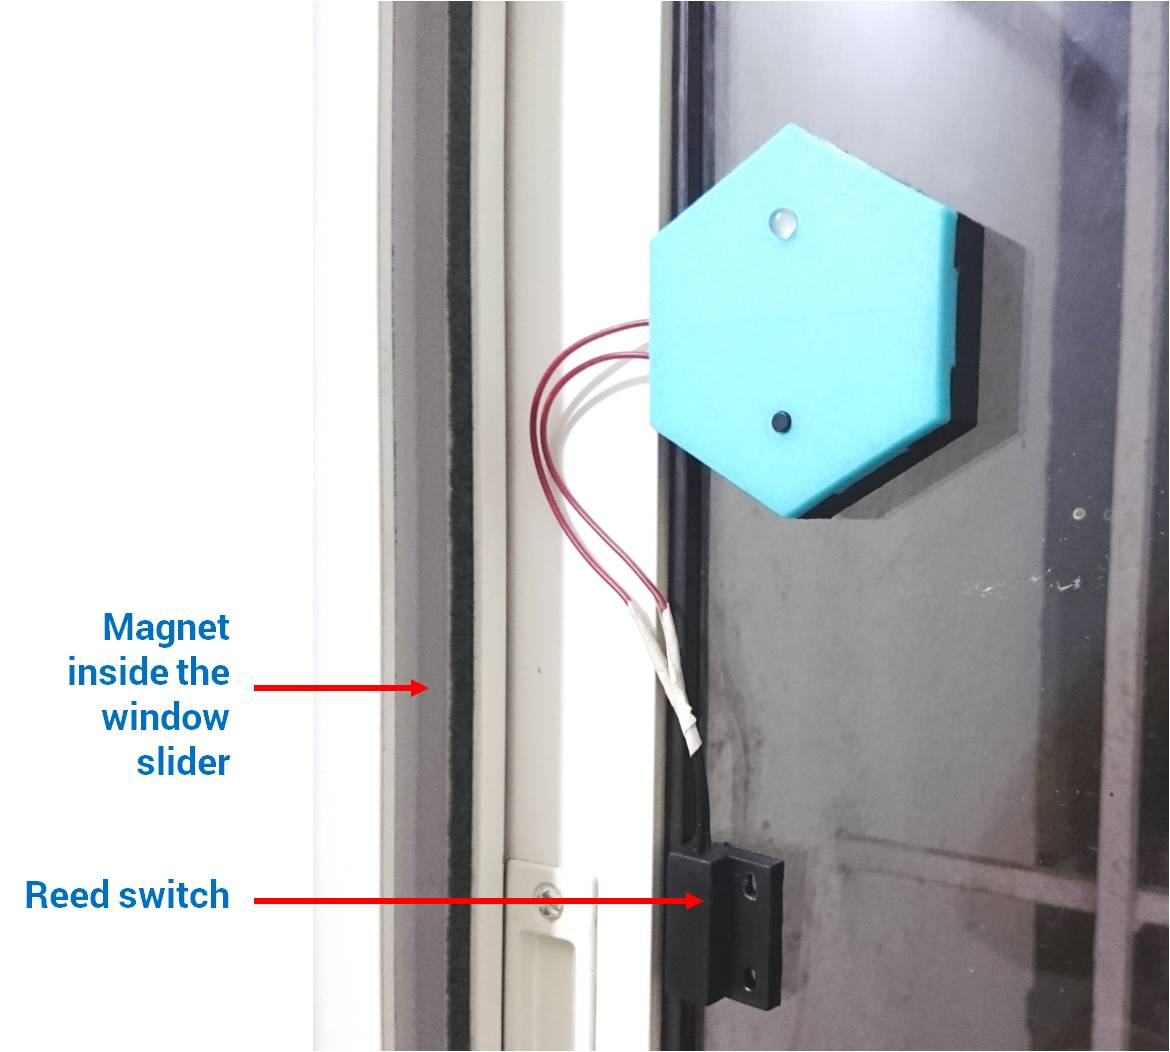 Magnet
inside the
window
slider
Reed switch